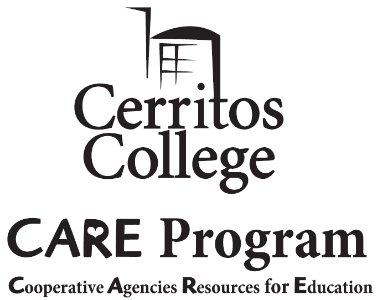 Cerritos
College
CARE Program
Cooperative Agencies Resources for Education